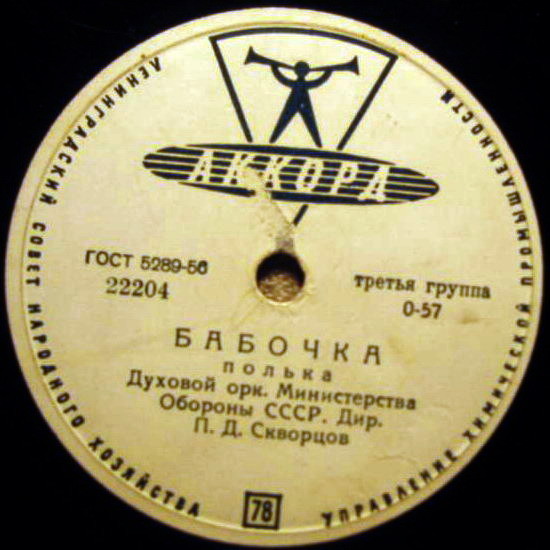 ЛЕНИНГРАДСКИЙ СОВЕТ НАРОДНОГО ХОЗЯЙСТВА
УПРАВЛЕНИЕ ХИМИЧЕСКОЙ ПРОМЫШЛЕННОСТИ
АККОРД
ГОСТ 5289-56
22204
третья группа
0-57
БАБОЧКА
ПОЛЬКА
Духовой орк. Министерства
Обороны СССР. Дир.
П. Д. Скворцов
78